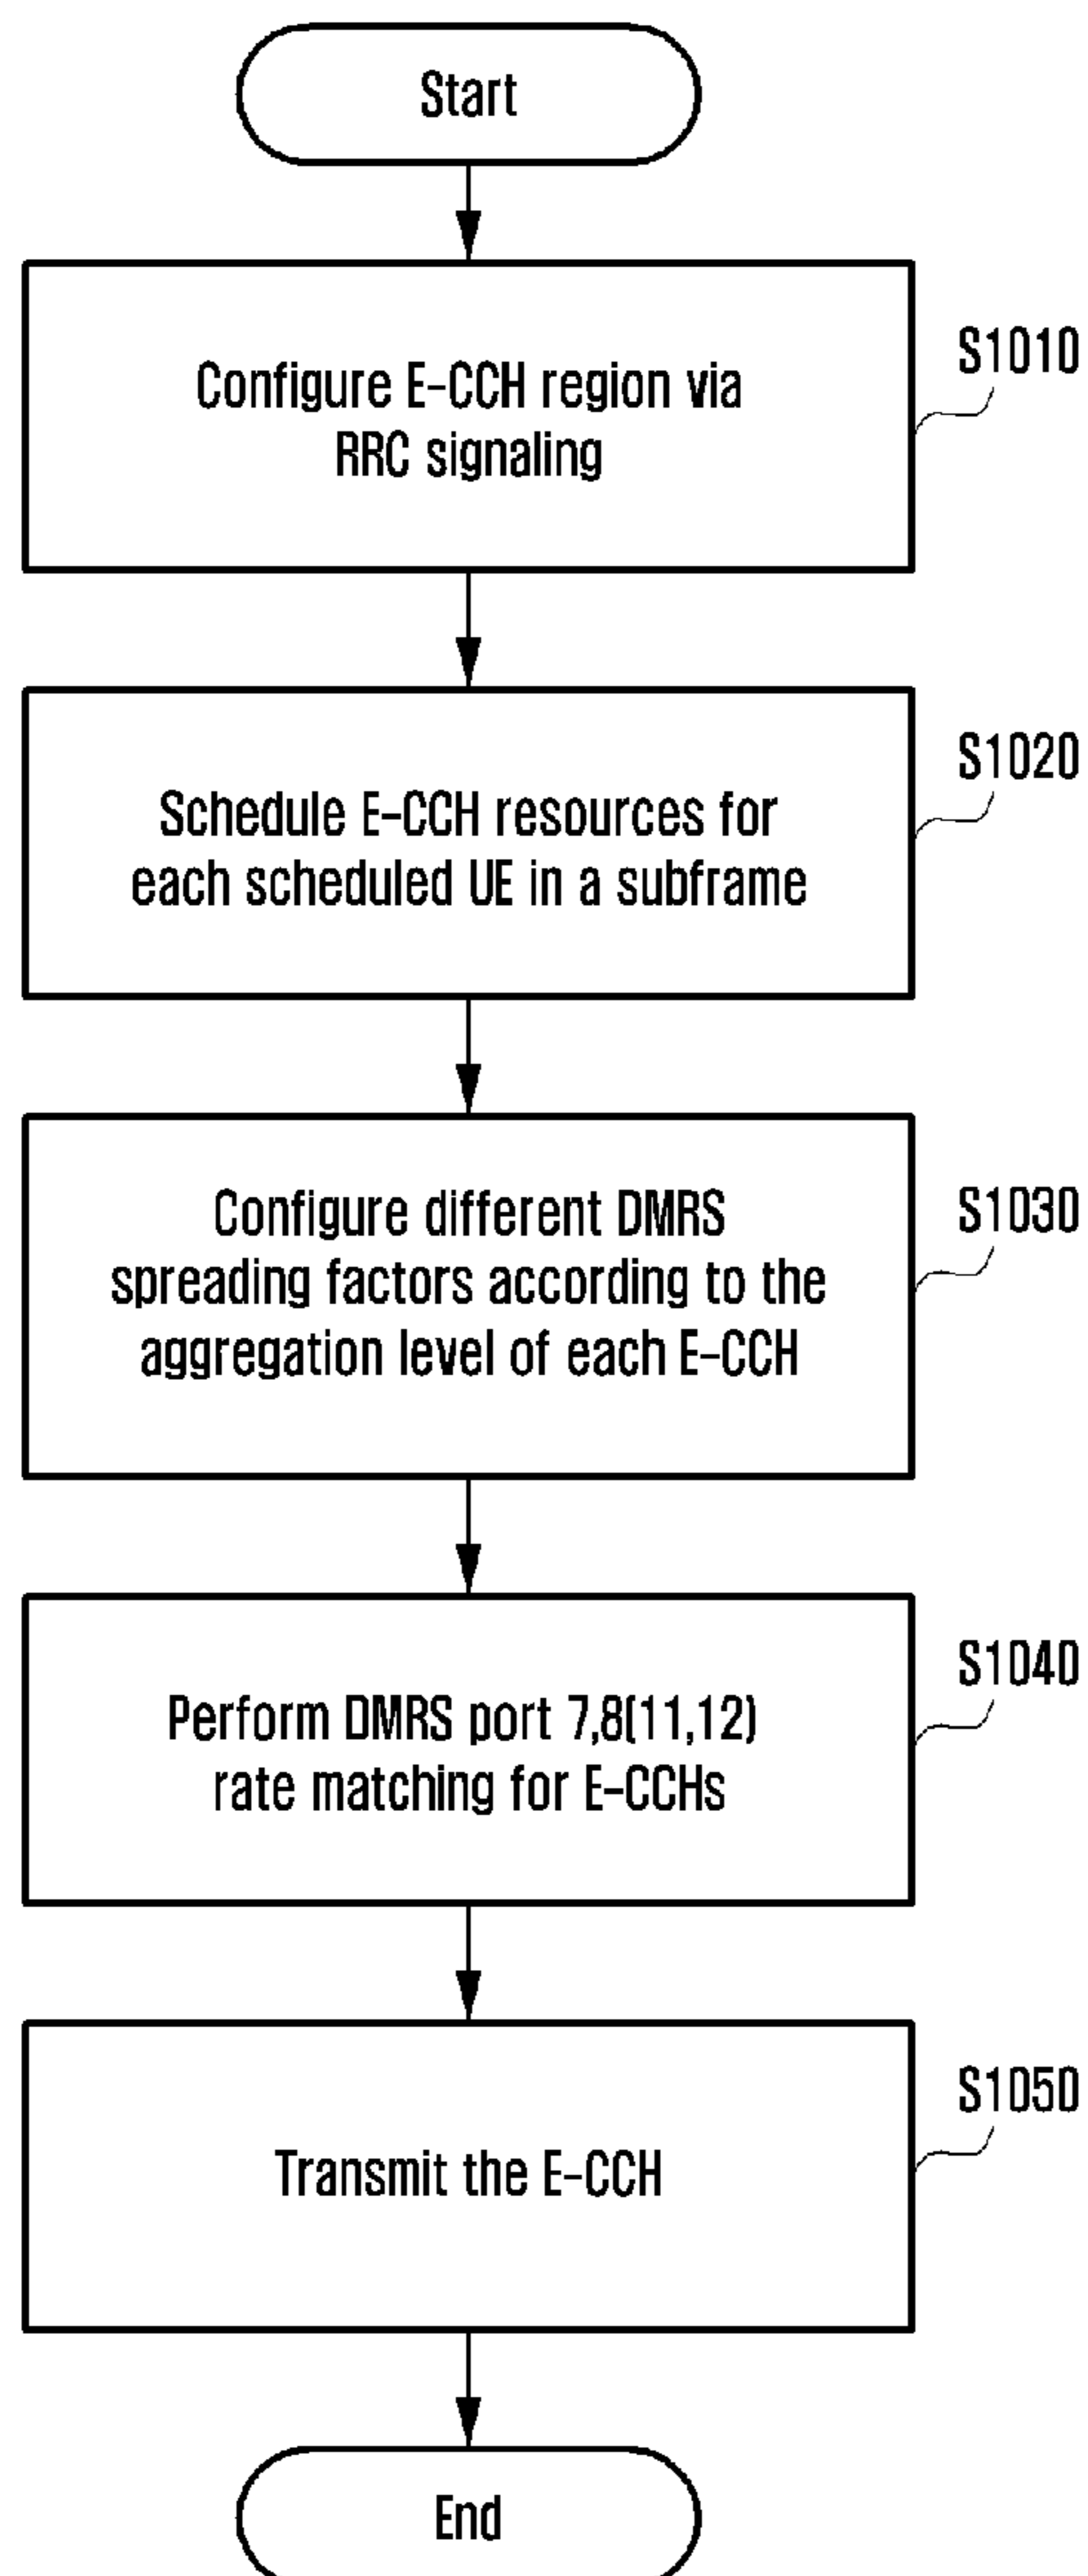 Start
Configure E-CCH region via
RRC signaling
S1010
Schedule E-CCH resources for
each scheduled UE in a subframe
S1020
Configure different DMRS
spreading factors according to the
aggregation level of each E-CCH
S1030
Perform DMRS port 7,8(11,12)
rate matching for E-CCHs
S1040
Transmit the E-CCH
S1050
End